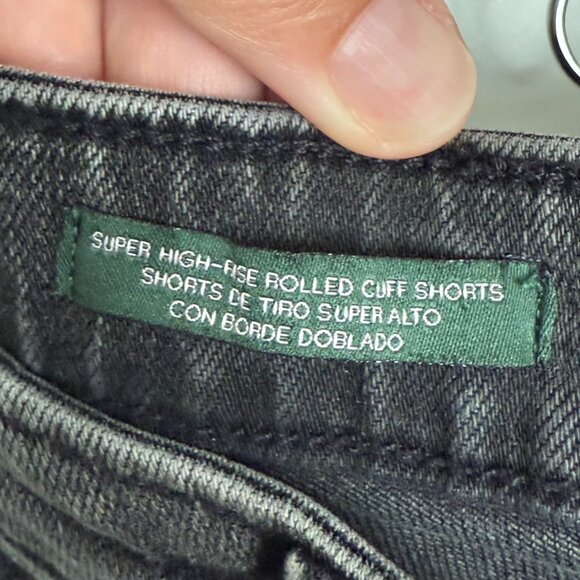 SUPER HIGH-RISE ROLLED CUFF SHORTS
SHORTS DE TIRO SUPER ALTO
CON BORDE DOBLADO